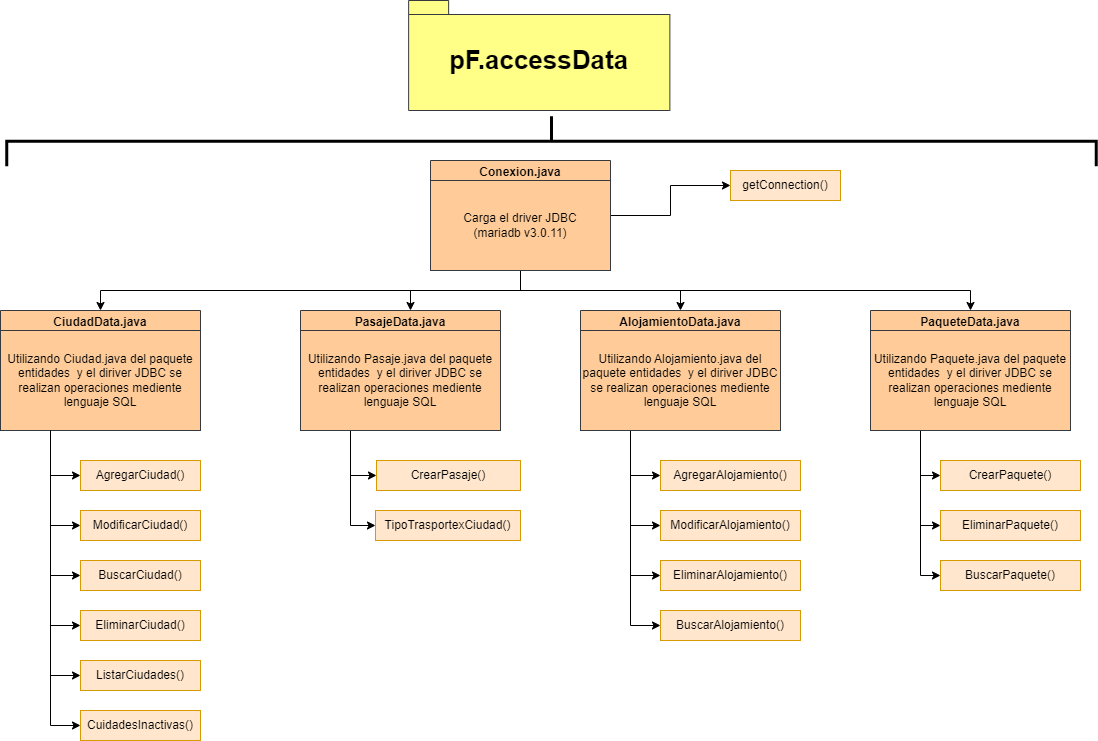 pF.accessData
Conexion.java
Carga el driver JDBC
(mariadb v3.0.11)
getConnection()
CiudadData.java
Utilizando Ciudad.java del paquete
entidades y el diriver JDBC se
realizan operaciones mediente
lenguaje SQL
AgregarCiudad()
ModificarCiudad()
BuscarCiudad()
EliminarCiudad()
ListarCiudades()
CuidadesInactivas()
PasajeData.java
Utilizando Pasaje.java del paquete
entidades y el diriver JDBC se
realizan operaciones mediente
lenguaje SQL
CrearPasaje()
TipoTrasportexCiudad()
AlojamientoData.java
Utilizando Alojamiento.java del
paquete entidades y el diriver JDBC
se realizan operaciones mediente
lenguaje SQL
AgregarAlojamiento()
ModificarAlojamiento()
EliminarAlojamiento()
BuscarAlojamiento()
PaqueteData.java
Utilizando Paquete.java del paquete
entidades y el diriver JDBC se
realizan operaciones mediente
lenguaje SQL
CrearPaquete()
EliminarPaquete()
BuscarPaquete()